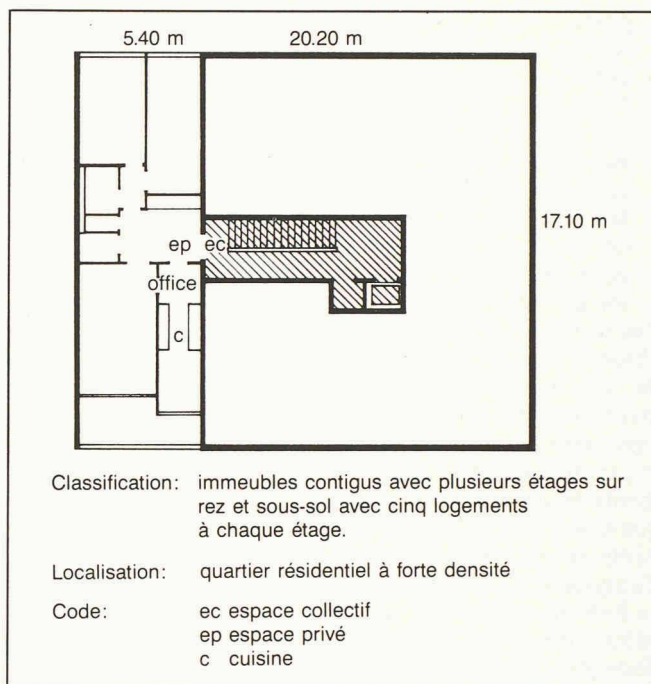 5.40 m 20.20 m
17.10 m
ep ec
office
c
Classification: immeubles contigus avec plusieurs étages sur
rez et sous-sol avec cinq logements
à chaque étage.
Localisation: quartier résidentiel à forte densité
Code: ec espace collectif
ep espace privé
c cuisine